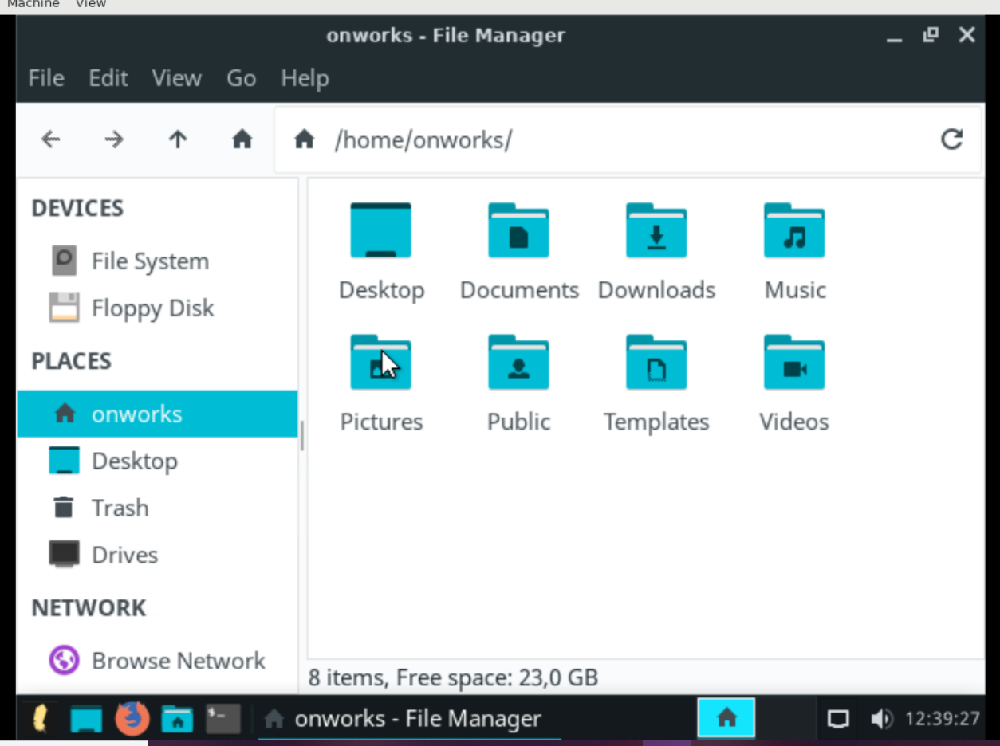 Machine View
onworks - File Manager
File Edit View Go Help
/home/onworks/
DEVICES
File System
Floppy Disk
PLACES
onworks
Desktop
Trash
Drives
NETWORK
Browse Network
Desktop Documents Downloads Music
Pictures Public Templates Videos
8 items, Free space: 23,0 GB
$- onworks - File Manager 12:39:27